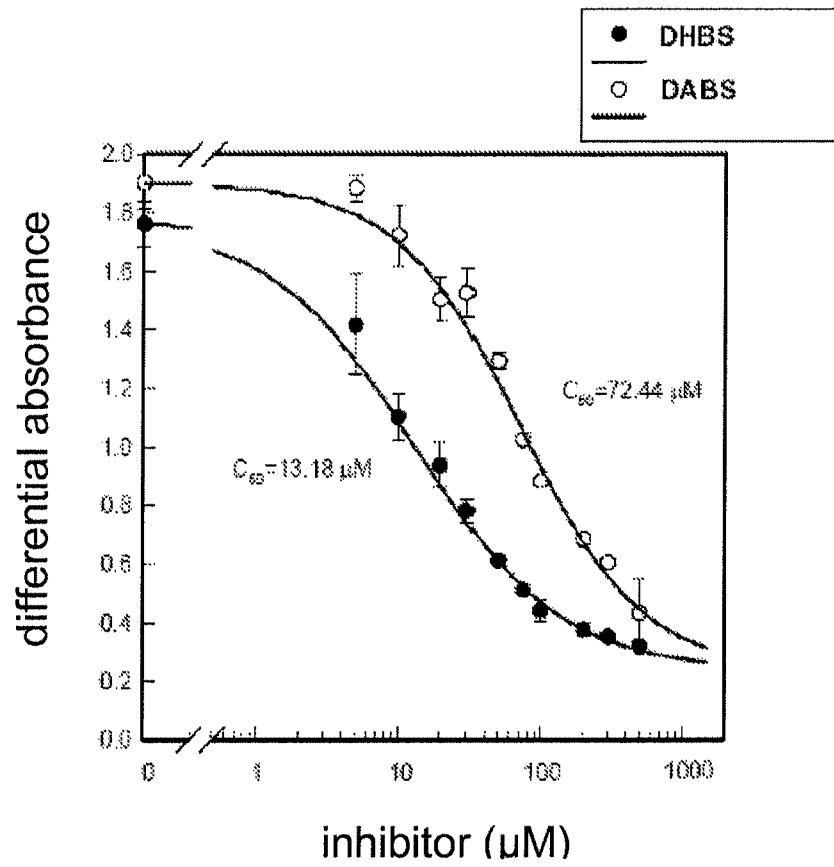 DHBS
DABS
differential absorbance
2.0
1.8
1.6
1.4
1.2
1.0
0.8
0.6
0.4
0.2
0.0
C₅₀=72.44 µM
C₅₀=13.18 µM
0 1 10 100 1000
inhibitor (µM)